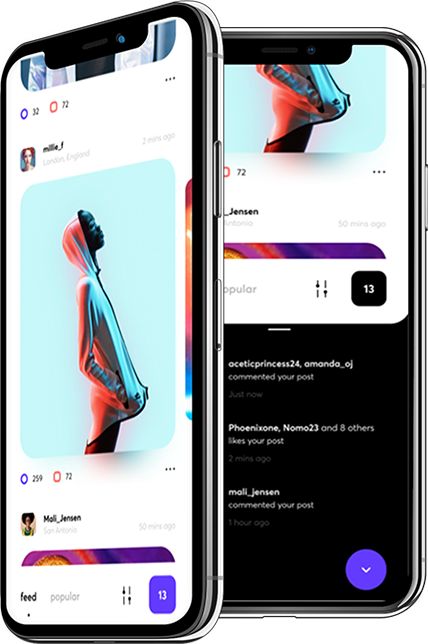 32 72
millie_f 2 mins ago
London, England
259 72
Mali_Jensen 50 mins ago
San Antonio
feed popular 13
72
_Jensen 50 mins ago
Antonio
opular 13
aceticprincess24, amanda_oj
commented your post
Just now
Phoenixone, Nomo23 and 8 others
likes your post
2 mins ago
mali_jensen
commented your post
1 hour ago